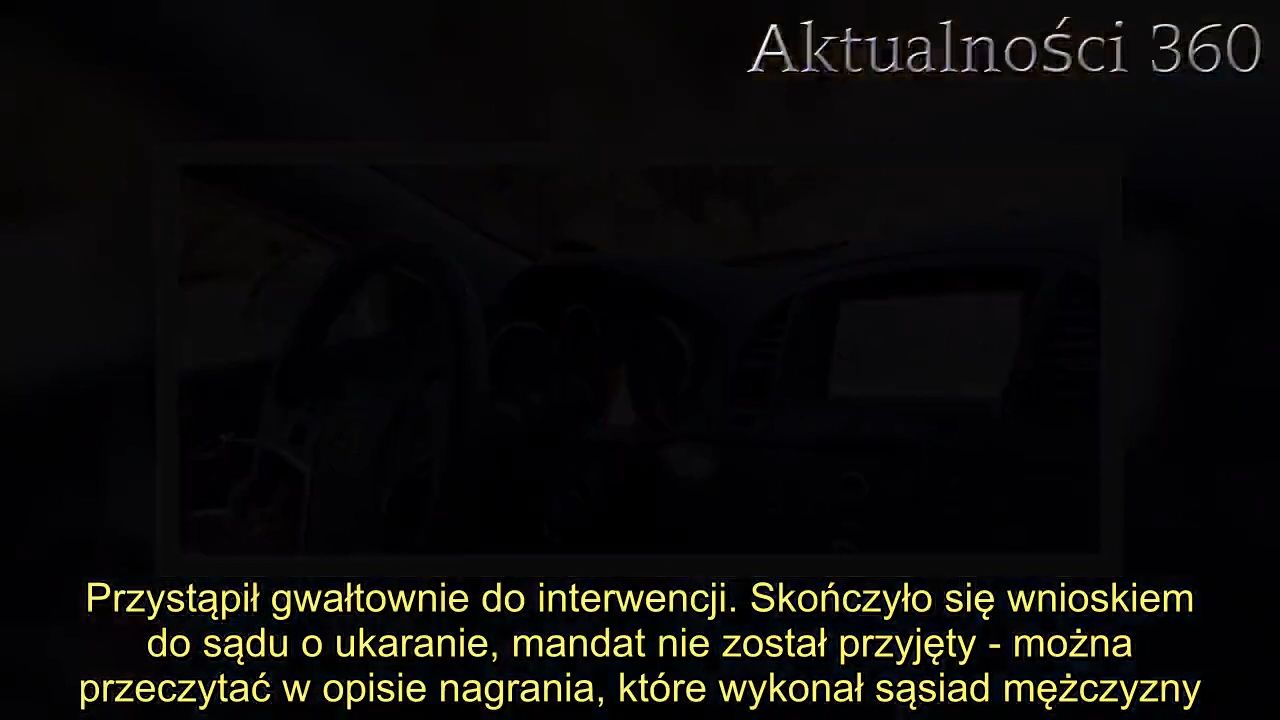 Aktualności 360
Przystąpił gwałtownie do interwencji. Skończyło się wnioskiem
do sądu o ukaranie, mandat nie został przyjęty - można
przeczytać w opisie nagrania, które wykonał sąsiad mężczyzny